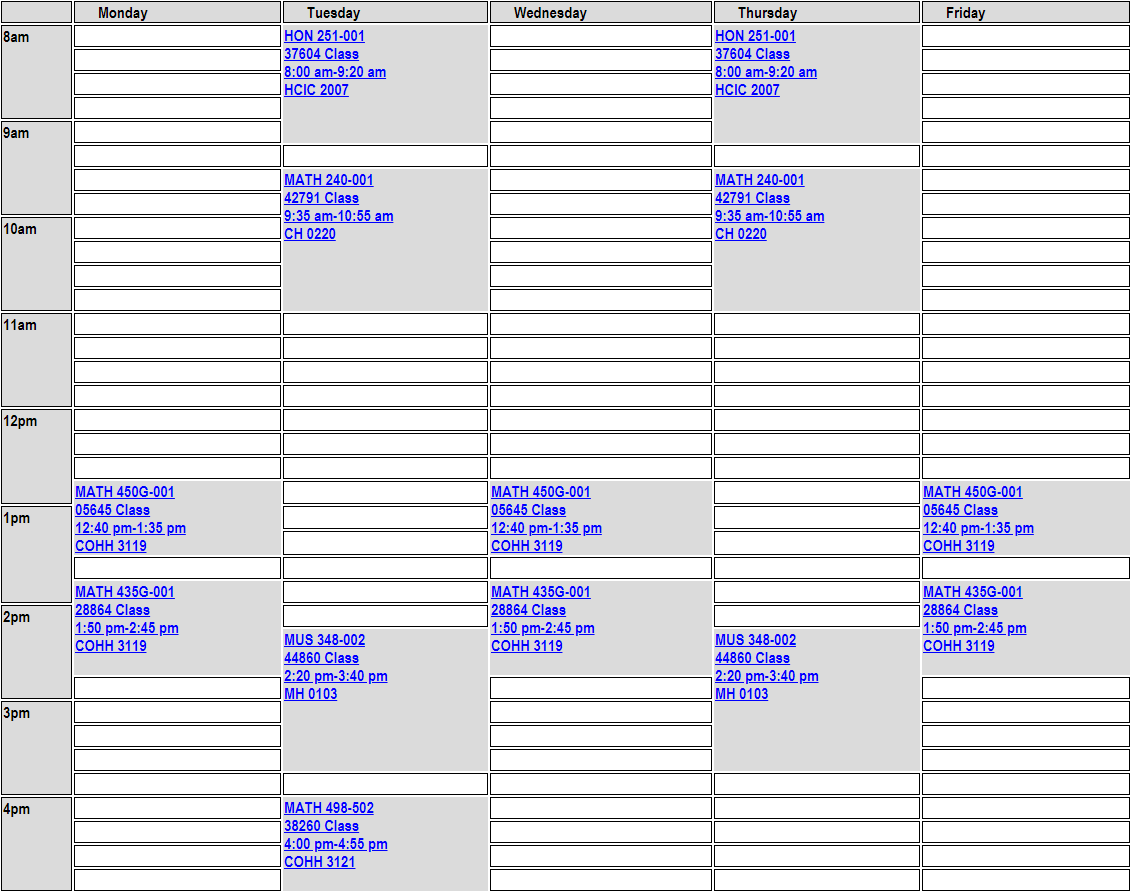 Monday Tuesday Wednesday Thursday Friday
8am
HON 251-001
37604 Class
8:00 am-9:20 am
HCIC 2007
HON 251-001
37604 Class
8:00 am-9:20 am
HCIC 2007
9am
MATH 240-001
42791 Class
9:35 am-10:55 am
CH 0220
MATH 240-001
42791 Class
9:35 am-10:55 am
CH 0220
10am
11am
12pm
MATH 450G-001
05645 Class
12:40 pm-1:35 pm
COHH 3119
MATH 450G-001
05645 Class
12:40 pm-1:35 pm
COHH 3119
MATH 450G-001
05645 Class
12:40 pm-1:35 pm
COHH 3119
1pm
MATH 435G-001
28864 Class
1:50 pm-2:45 pm
COHH 3119
MATH 435G-001
28864 Class
1:50 pm-2:45 pm
COHH 3119
MATH 435G-001
28864 Class
1:50 pm-2:45 pm
COHH 3119
2pm
MUS 348-002
44860 Class
2:20 pm-3:40 pm
MH 0103
MUS 348-002
44860 Class
2:20 pm-3:40 pm
MH 0103
3pm
4pm
MATH 498-502
38260 Class
4:00 pm-4:55 pm
COHH 3121